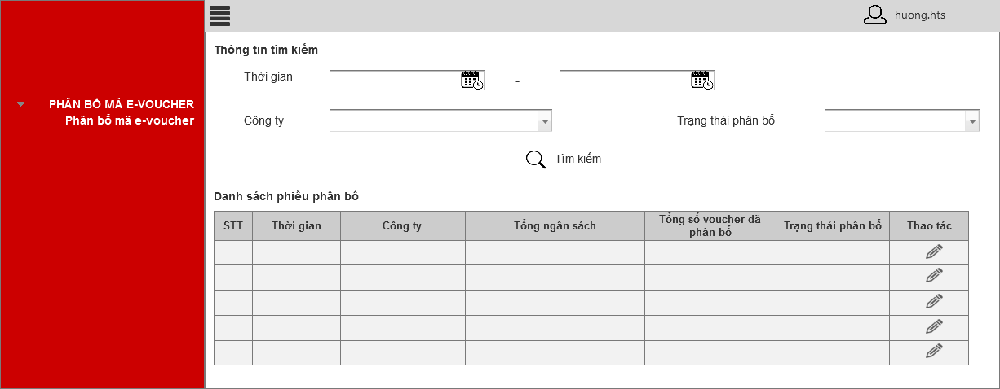 huong.hts
PHÂN BỔ MÃ E-VOUCHER
Phân bổ mã e-voucher
Thông tin tìm kiếm
Thời gian
-
Công ty
Trạng thái phân bổ
Tìm kiếm
Danh sách phiếu phân bổ
STT
Thời gian
Công ty
Tổng ngân sách
Tổng số voucher đã
phân bổ
Trạng thái phân bổ
Thao tác